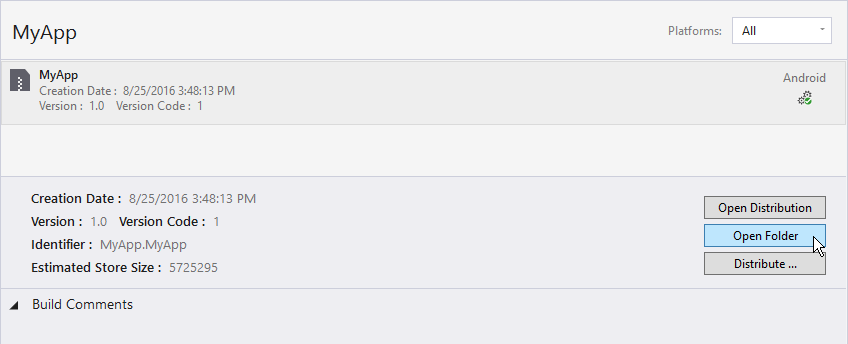 MyApp
Platforms: All
MyApp
Creation Date : 8/25/2016 3:48:13 PM
Version : 1.0 Version Code : 1
Android
Creation Date : 8/25/2016 3:48:13 PM
Version : 1.0 Version Code : 1
Identifier : MyApp.MyApp
Estimated Store Size : 5725295
Open Distribution
Open Folder
Distribute ...
Build Comments